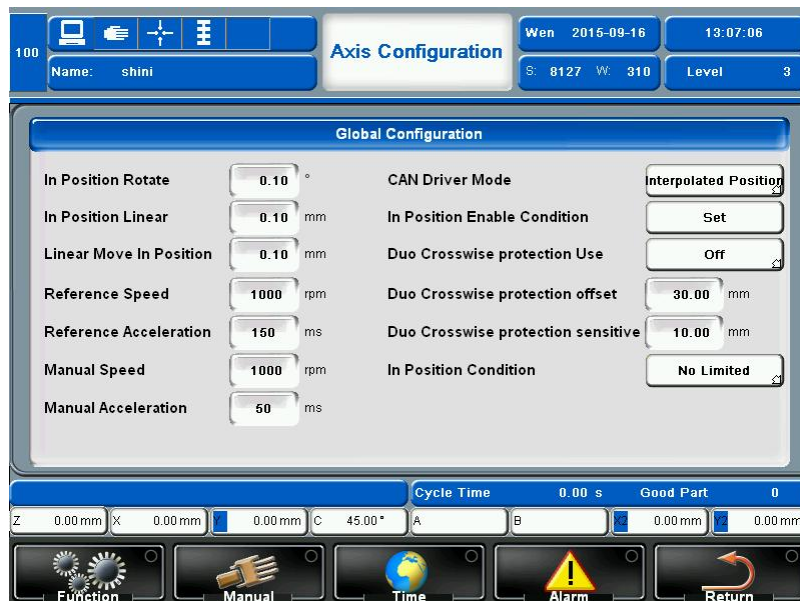 100
Name: shini
Axis Configuration
Wen 2015-09-16
13:07:06
S: 8127 W: 310
Level 3
Global Configuration
In Position Rotate 0.10 °
In Position Linear 0.10 mm
Linear Move In Position 0.10 mm
Reference Speed 1000 rpm
Reference Acceleration 150 ms
Manual Speed 1000 rpm
Manual Acceleration 50 ms
CAN Driver Mode Interpolated Position
In Position Enable Condition Set
Duo Crosswise protection Use Off
Duo Crosswise protection offset 30.00 mm
Duo Crosswise protection sensitive 10.00 mm
In Position Condition No Limited
Cycle Time 0.00 s Good Part 0
Z 0.00 mm X 0.00 mm Y 0.00 mm C 45.00 ° A B X2 0.00 mm Y2 0.00 mm
Function Manual Time Alarm Return